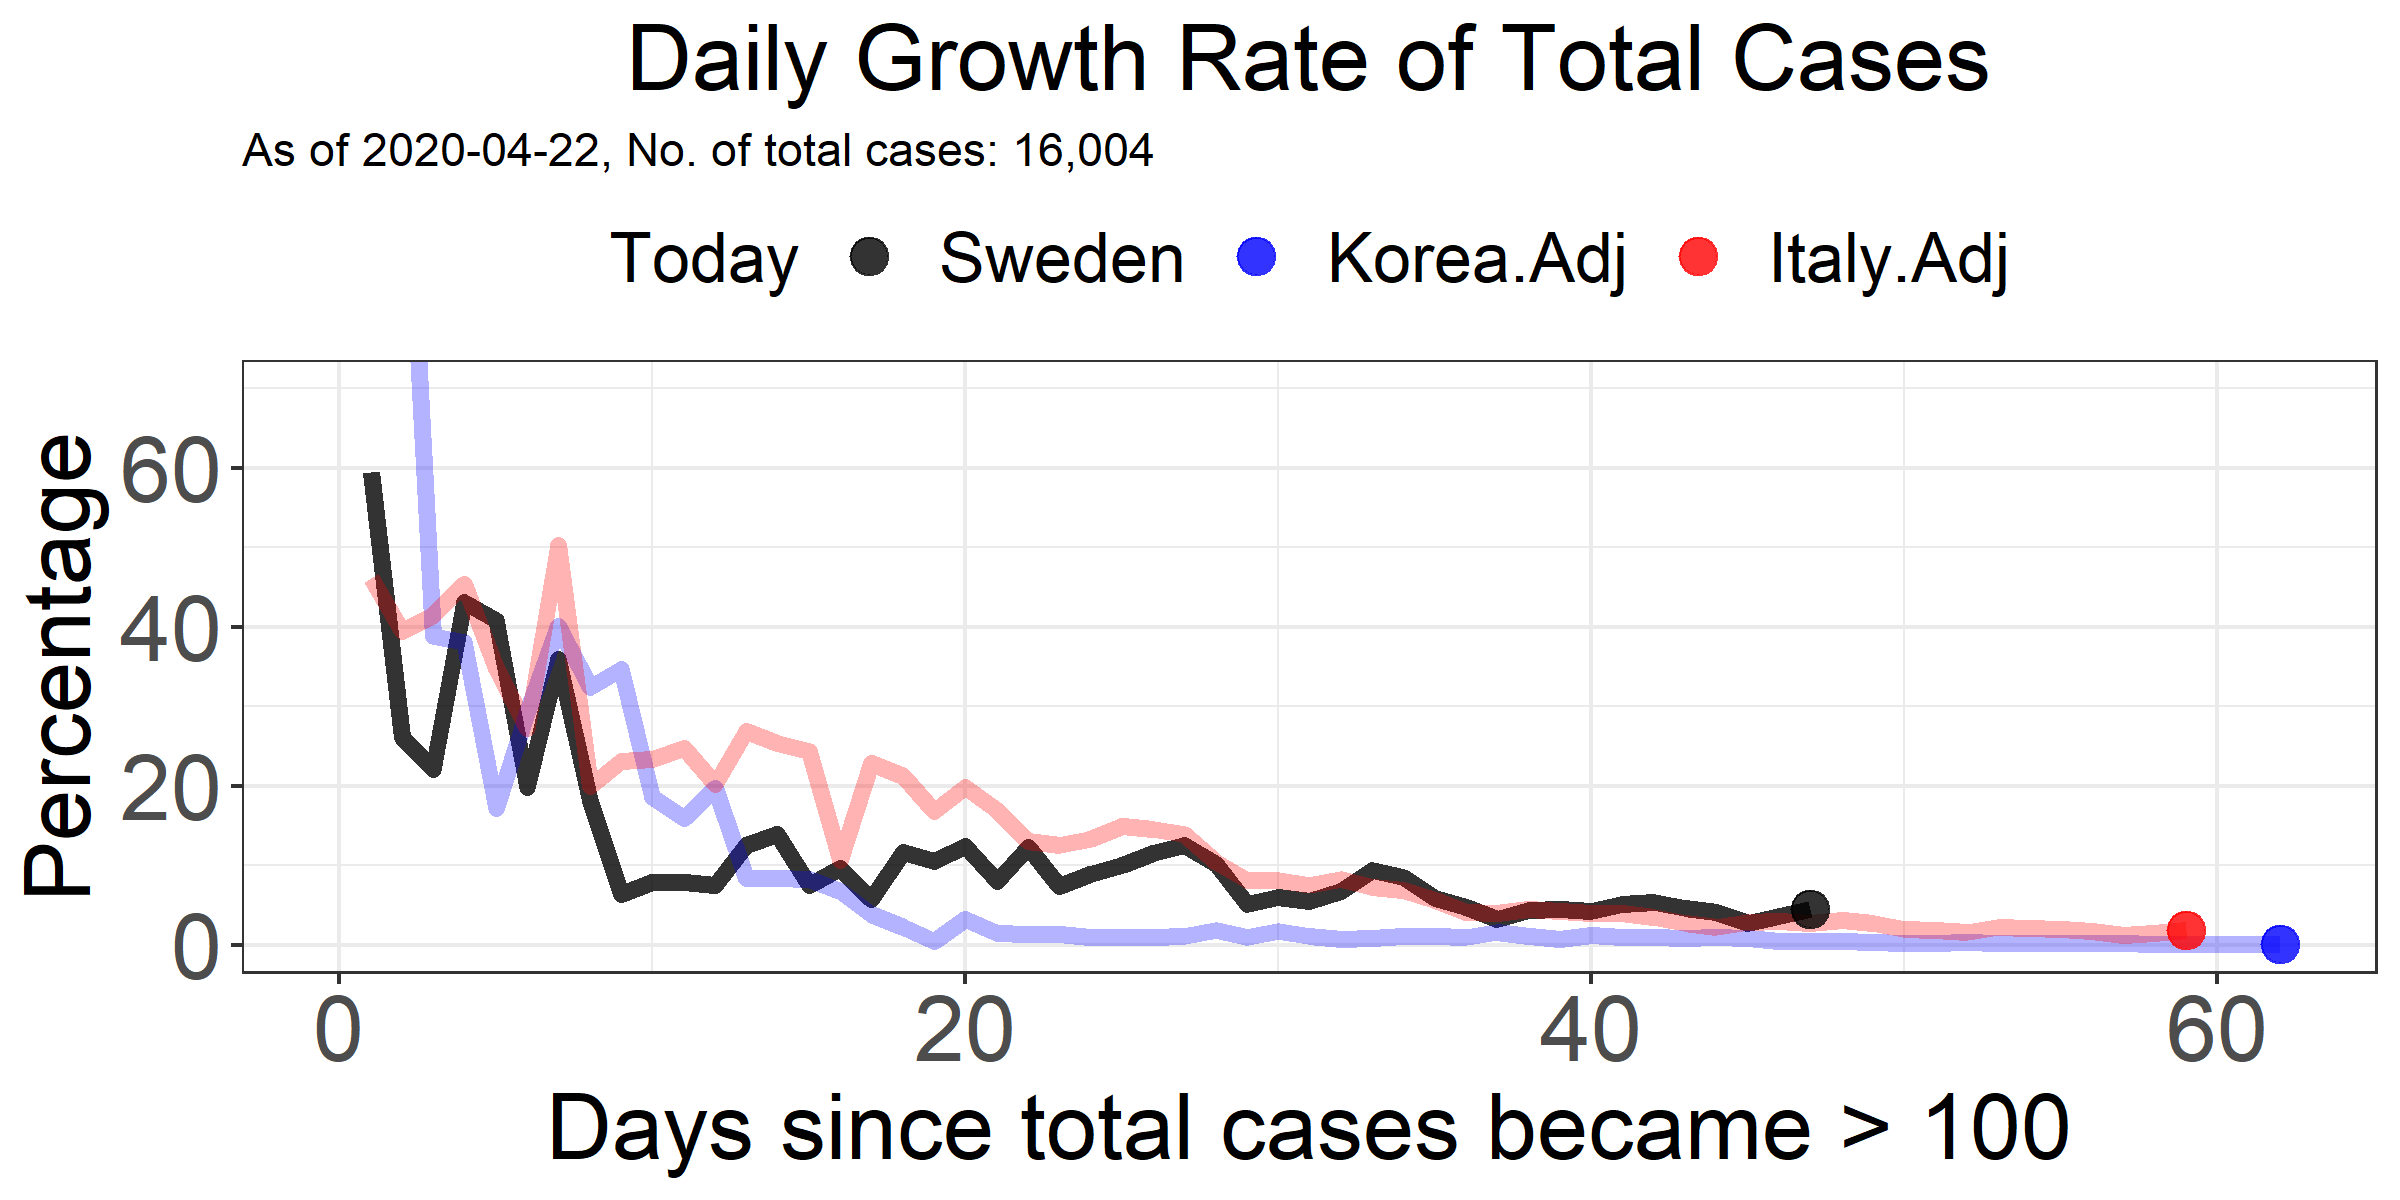 Daily Growth Rate of Total Cases
As of 2020-04-22, No. of total cases: 16,004
Today Sweden Korea.Adj Italy.Adj
Percentage
60
40
20
0
0 20 40 60
Days since total cases became > 100